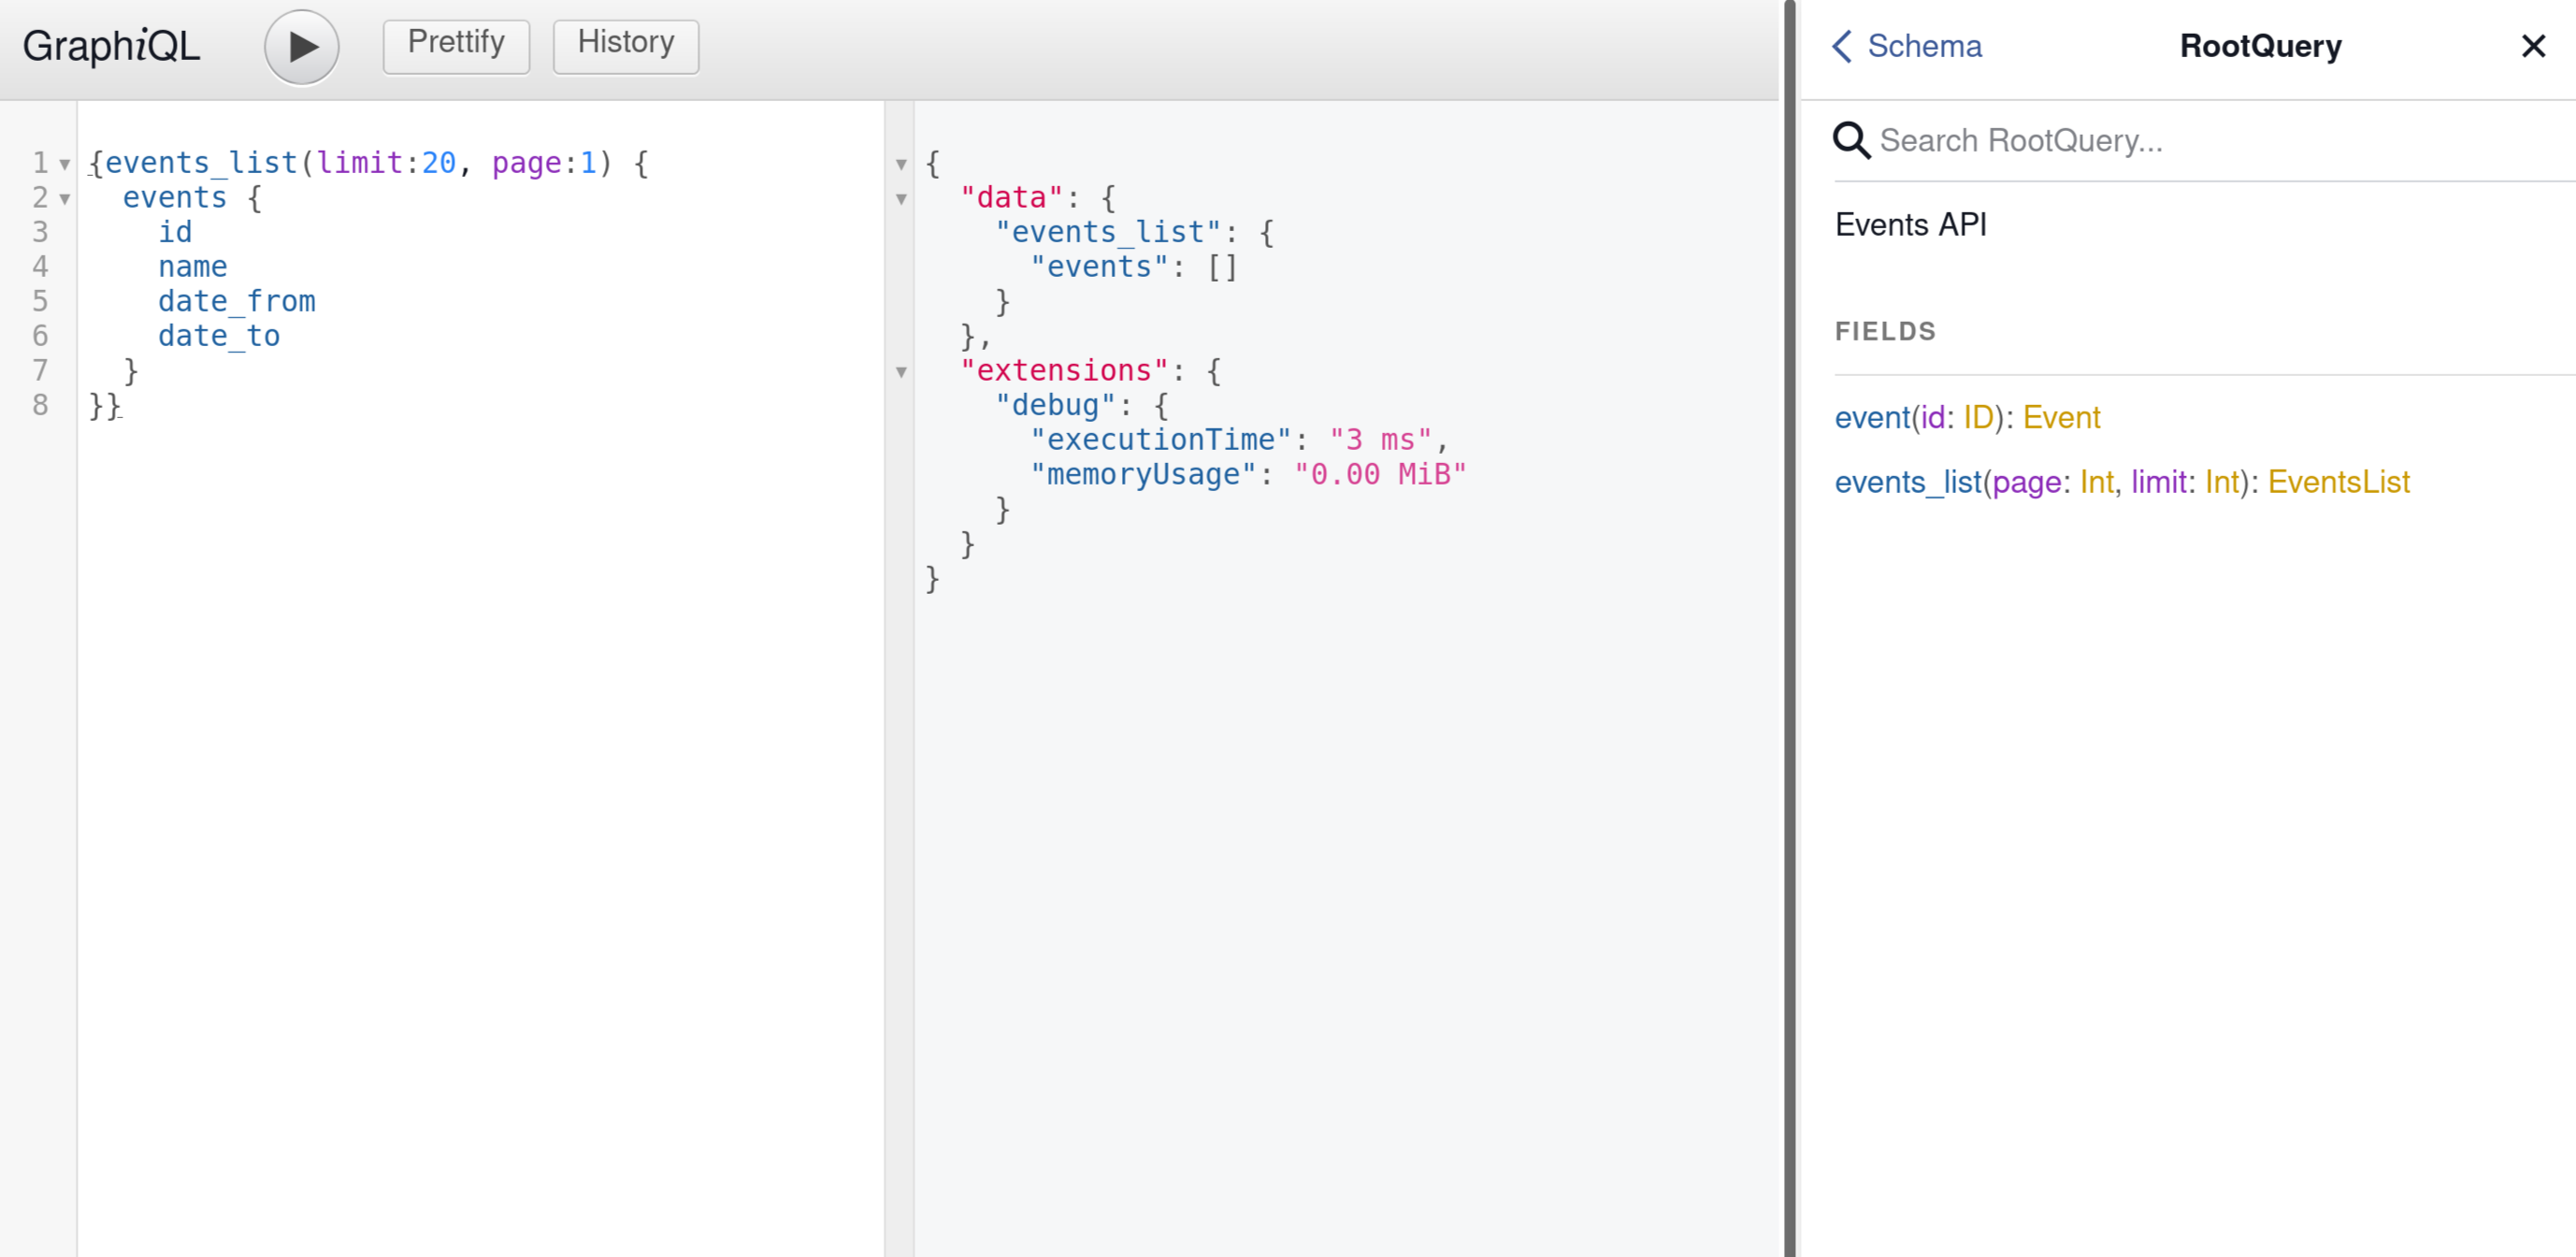 GraphiQL
Prettify
History
1 {events_list(limit:20, page:1) {
2 events {
3 id
4 name
5 date_from
6 date_to
7 }
8 }}
{
"data": {
"events_list": {
"events": []
}
},
"extensions": {
"debug": {
"executionTime": "3 ms",
"memoryUsage": "0.00 MiB"
}
}
}
Schema
RootQuery
Search RootQuery...
Events API
FIELDS
event(id: ID): Event
events_list(page: Int, limit: Int): EventsList